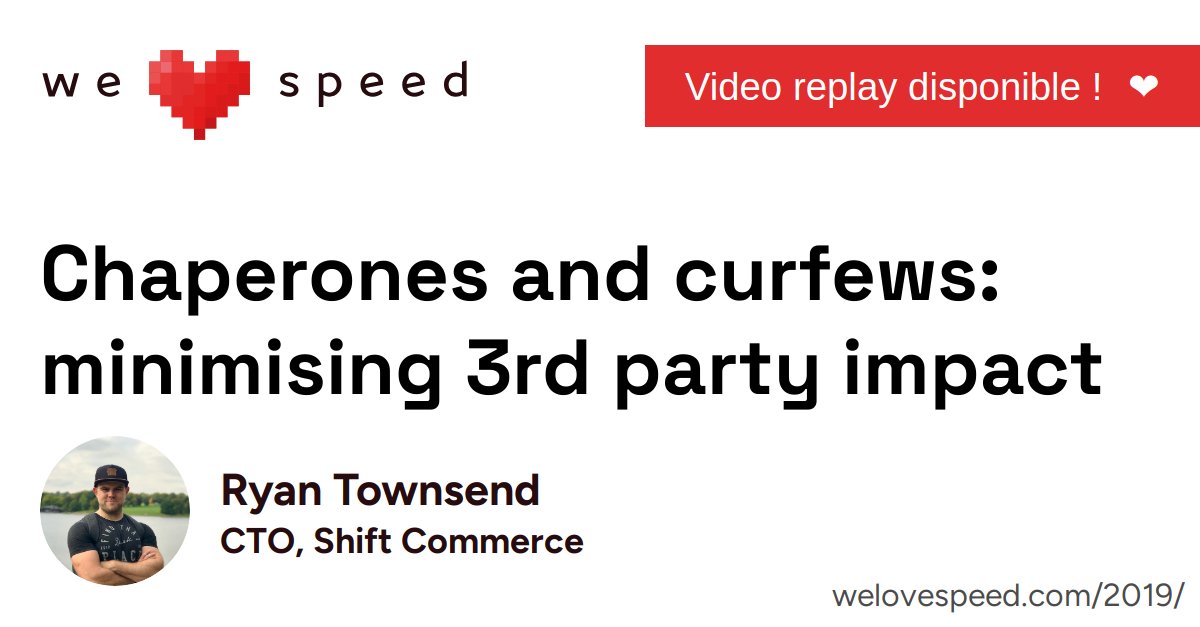 we speed
Video replay disponible ! ❤
Chaperones and curfews:
minimising 3rd party impact
Ryan Townsend
CTO, Shift Commerce
welovespeed.com/2019/